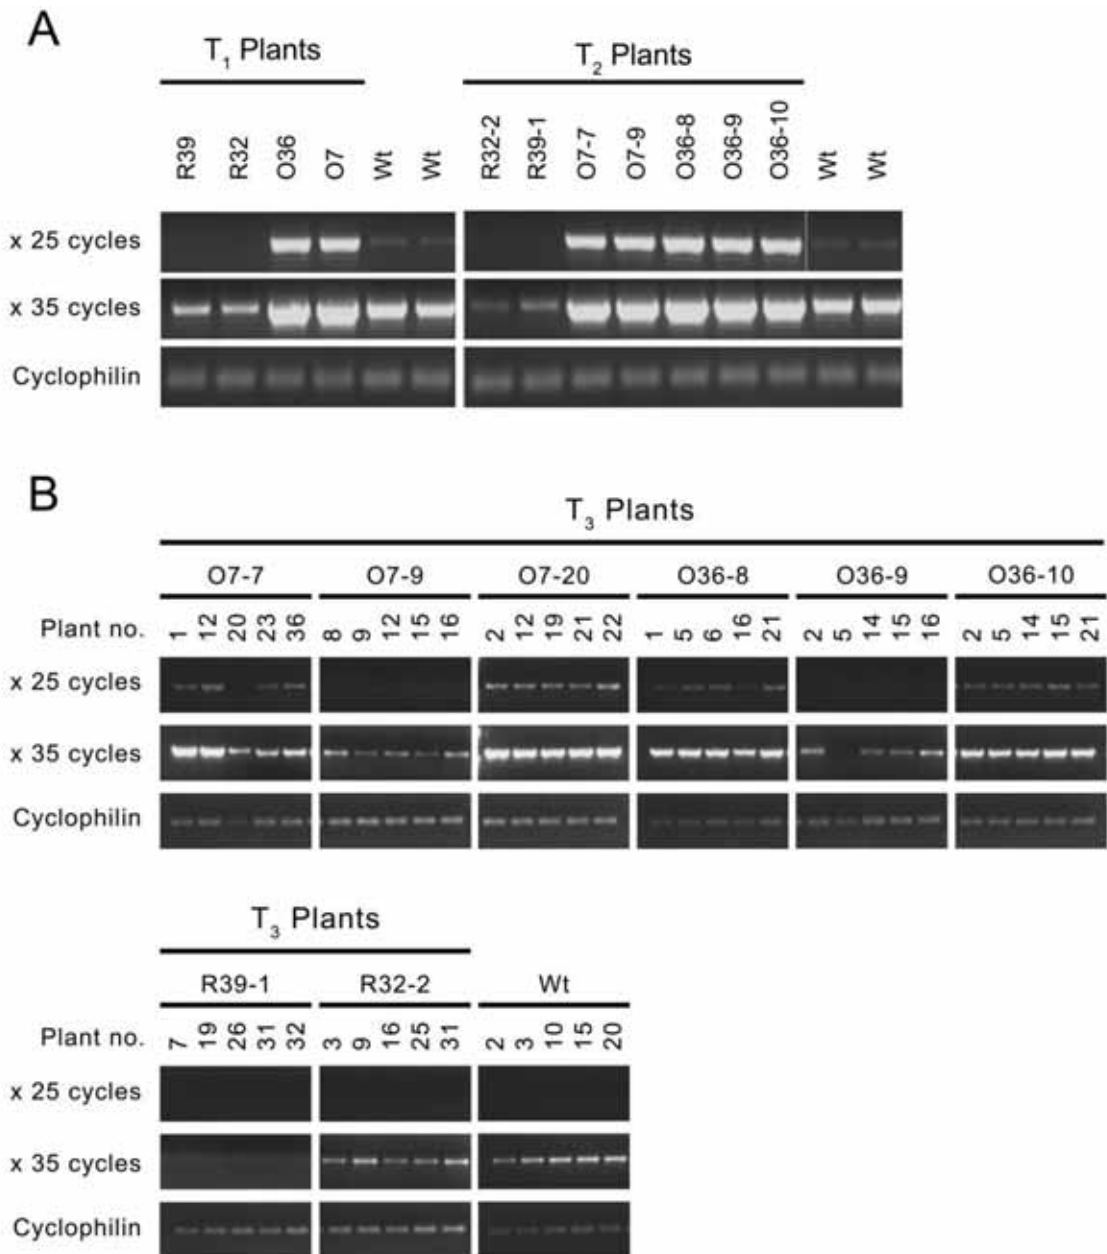 A
T1 Plants
T2 Plants
R39 R32 O36 O7 Wt Wt R32-2 R39-1 O7-7 O7-9 O36-8 O36-9 O36-10 Wt Wt
x 25 cycles
x 35 cycles
Cyclophilin
B
T3 Plants
O7-7 O7-9 O7-20 O36-8 O36-9 O36-10
Plant no. 1 12 20 23 36 8 9 12 15 16 2 12 19 21 22 1 5 6 16 21 2 5 14 15 16 2 5 14 15 21
x 25 cycles
x 35 cycles
Cyclophilin
T3 Plants
R39-1 R32-2 Wt
Plant no. 7 19 26 31 32 3 9 16 25 31 2 3 10 15 20
x 25 cycles
x 35 cycles
Cyclophilin